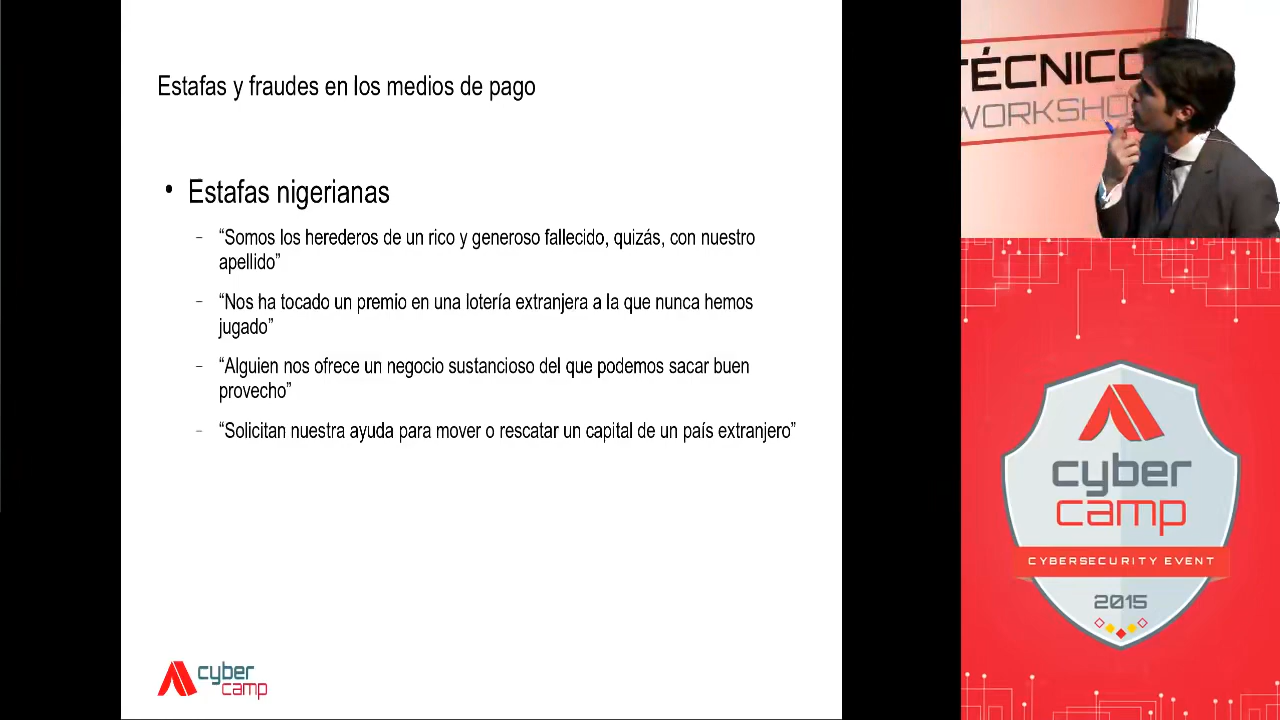 Estafas y fraudes en los medios de pago
• Estafas nigerianas
– “Somos los herederos de un rico y generoso fallecido, quizás, con nuestro
apellido”
– “Nos ha tocado un premio en una lotería extranjera a la que nunca hemos
jugado”
– “Alguien nos ofrece un negocio sustancioso del que podemos sacar buen
provecho”
– “Solicitan nuestra ayuda para mover o rescatar un capital de un país extranjero”
cyber
camp
TÉCNICO
WORKSHO
cyber
camp
CYBERSECURITY EVENT
2015